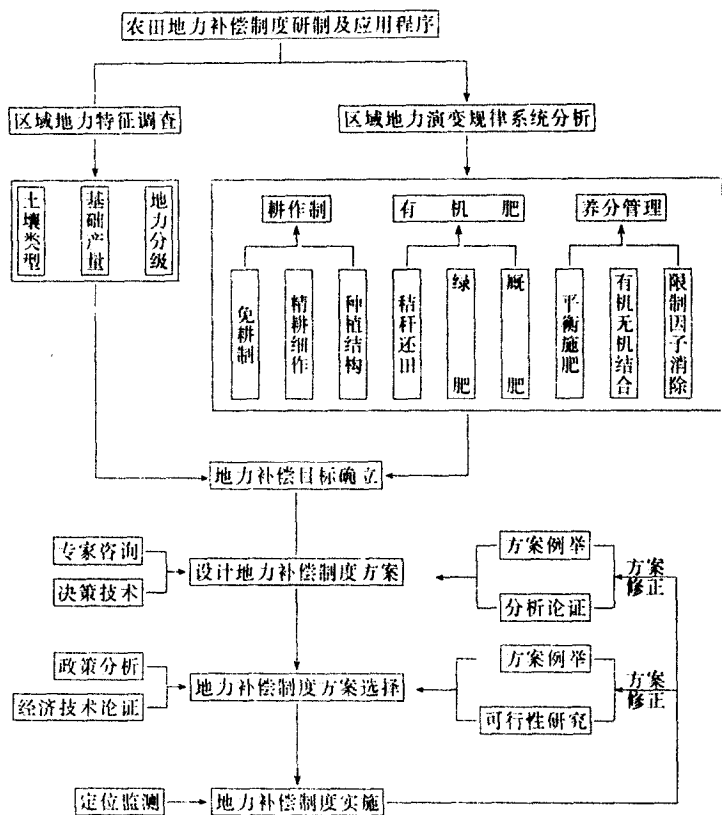 农田地力补偿制度研制及应用程序
区域地力特征调查
区域地力演变规律系统分析
土壤类型
基础产量
地力分级
耕作制
有机肥
养分管理
免耕制
精耕细作
种植结构
秸秆还田
绿肥
厩肥
平衡施肥
有机无机结合
限制因子消除
地力补偿目标确立
专家咨询
决策技术
设计地力补偿制度方案
方案例举
分析论证
方案
修正
政策分析
经济技术论证
地力补偿制度方案选择
方案例举
可行性研究
方案
修正
定位监测
地力补偿制度实施